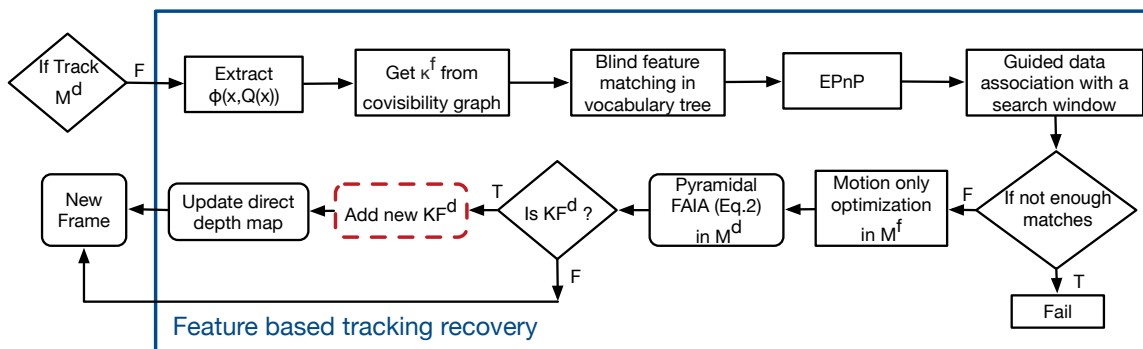 If Track
M^d
F
Extract
ϕ(x,Q(x))
Get κ^f from
covisibility graph
Blind feature
matching in
vocabulary tree
EPnP
Guided data
association with a
search window
New
Frame
Update direct
depth map
Add new KF^d
T
Is KF^d ?
F
Pyramidal
FAIA (Eq.2)
in M^d
Motion only
optimization
in M^f
F
If not enough
matches
T
Fail
Feature based tracking recovery